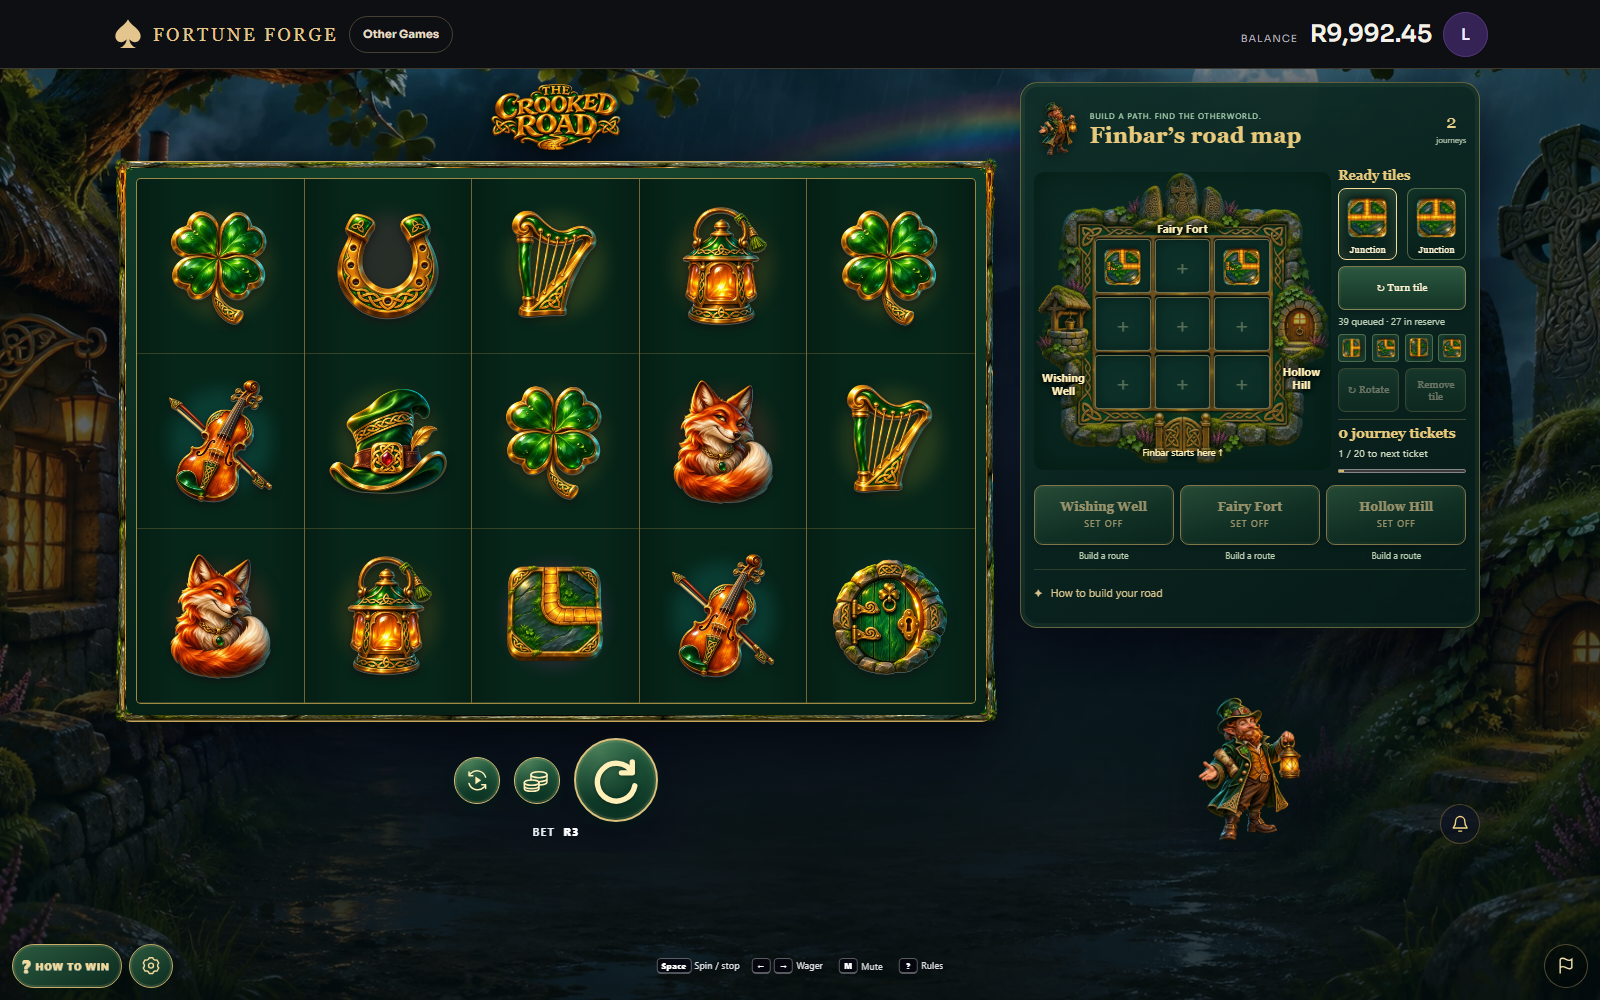 FORTUNE FORGE
Other Games
BALANCE R9,992.45
L
THE
CROOKED
ROAD
BUILD A PATH. FIND THE OTHERWORLD.
Finbar's road map
2
journeys
Ready tiles
Junction
Junction
↻ Turn tile
39 queued · 27 in reserve
↻ Rotate
Remove
tile
0 journey tickets
1 / 20 to next ticket
Fairy Fort
+
+
+
+
+
+
+
Wishing
Well
Hollow
Hill
Finbar starts here ↑
Wishing Well
SET OFF
Build a route
Fairy Fort
SET OFF
Build a route
Hollow Hill
SET OFF
Build a route
✦ How to build your road
BET R3
? HOW TO WIN
Space Spin / stop ← → Wager M Mute ? Rules